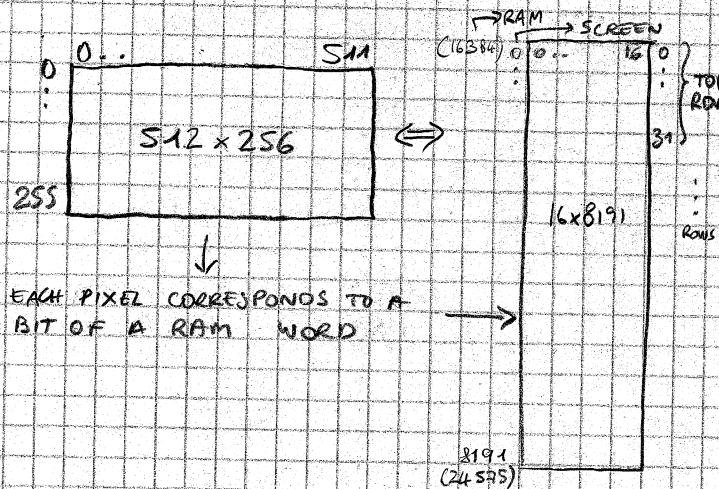 0.. 511
0
:
255
512 x 256
EACH PIXEL CORRESPONDS TO A
BIT OF A RAM WORD
RAM
SCREEN
(16384) 0 0.. 16 0
:
31
16x8191
ROWS
8191
(24575)